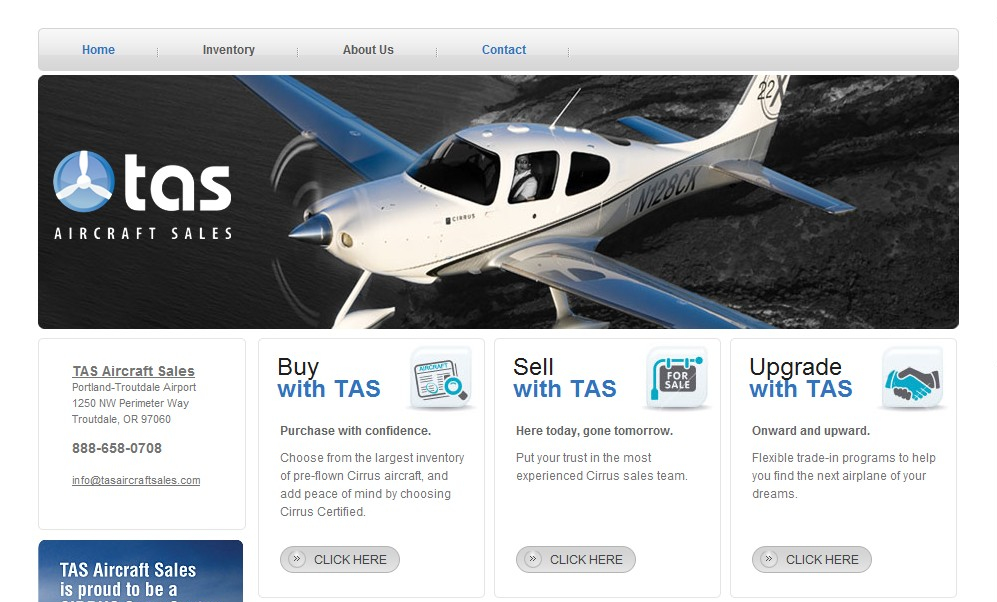 Home
Inventory
About Us
Contact
22X
tas
AIRCRAFT SALES
CIRRUS
N128CK
TAS Aircraft Sales
Portland-Troutdale Airport
1250 NW Perimeter Way
Troutdale, OR 97060
888-658-0708
info@tasaircraftsales.com
TAS Aircraft Sales
is proud to be a
Buy
with TAS
AIRCRAFT
Purchase with confidence.
Choose from the largest inventory
of pre-flown Cirrus aircraft, and
add peace of mind by choosing
Cirrus Certified.
CLICK HERE
Sell
with TAS
FOR
SALE
Here today, gone tomorrow.
Put your trust in the most
experienced Cirrus sales team.
CLICK HERE
Upgrade
with TAS
Onward and upward.
Flexible trade-in programs to help
you find the next airplane of your
dreams.
CLICK HERE